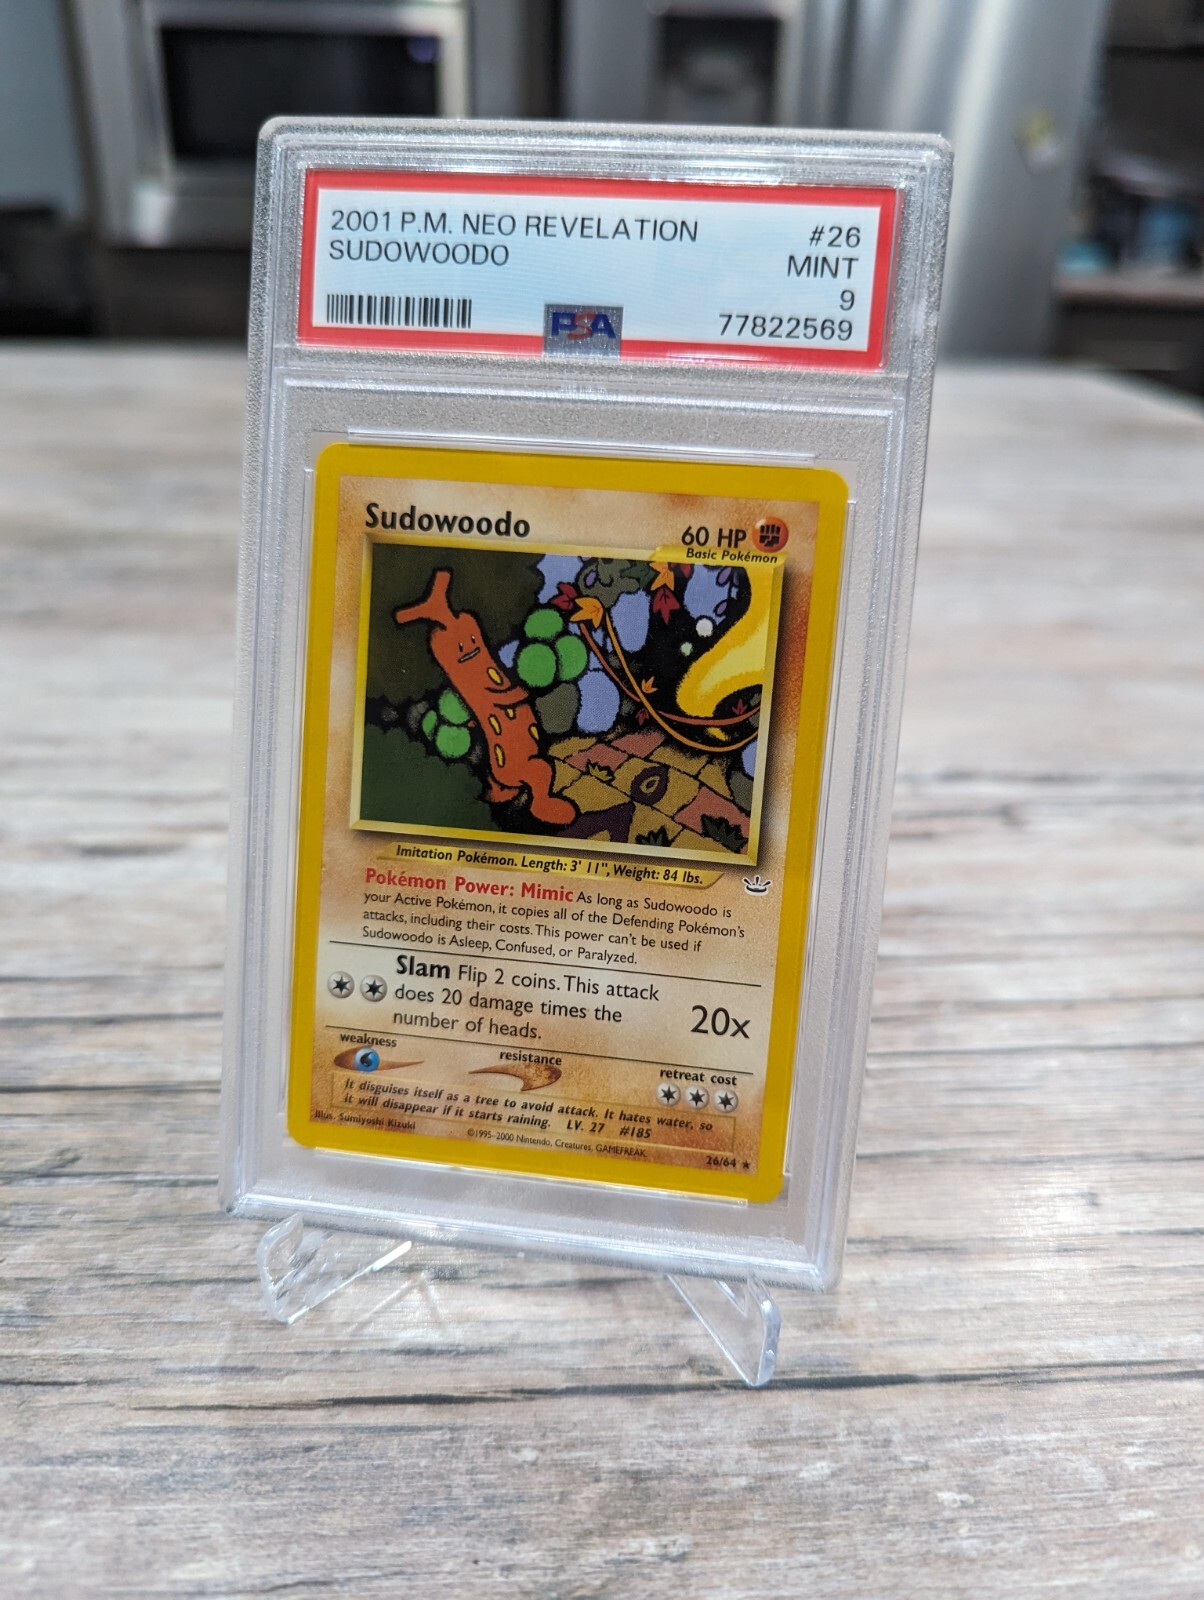 2001 P.M. NEO REVELATION #26
SUDOWOODO MINT
9
PSA 77822569
Sudowoodo 60 HP
Basic Pokémon
Imitation Pokémon. Length: 3' 11", Weight: 84 lbs.
Pokémon Power: Mimic As long as Sudowoodo is
your Active Pokémon, it copies all of the Defending Pokémon's
attacks, including their costs. This power can't be used if
Sudowoodo is Asleep, Confused, or Paralyzed.
Slam Flip 2 coins. This attack
does 20 damage times the
number of heads.
20x
weakness resistance retreat cost
It disguises itself as a tree to avoid attack. It hates water, so
it will disappear if it starts raining. LV. 27 #185
Illus. Sumiyoshi Kizuki ©1995-2000 Nintendo, Creatures, GAMEFREAK. 26/64 ★